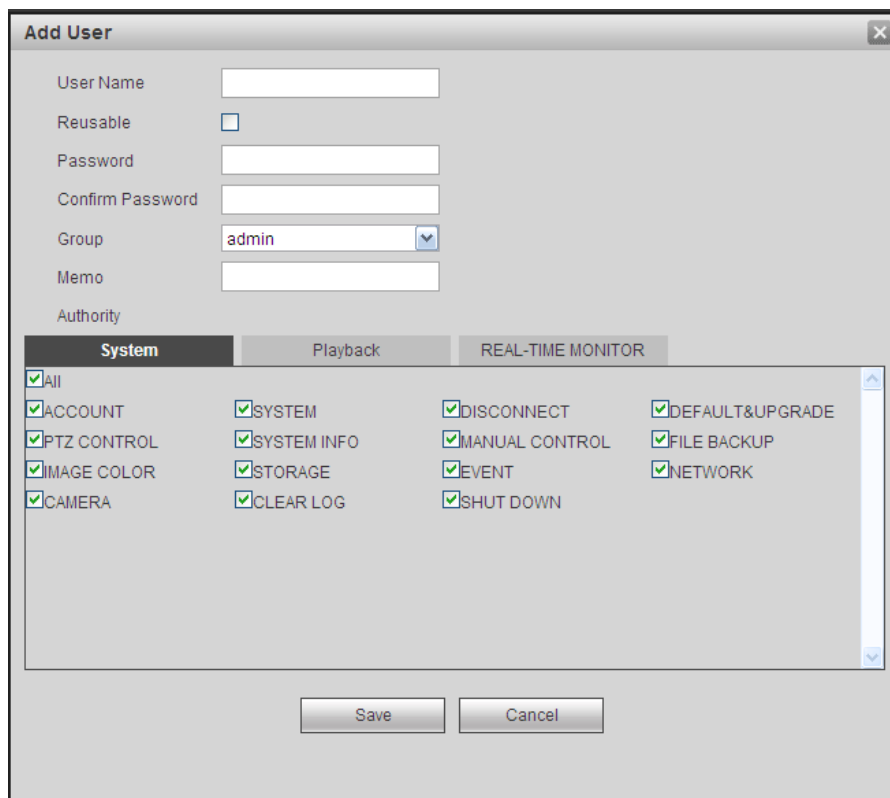 Add User
User Name
Reusable
Password
Confirm Password
Group admin
Memo
Authority
System Playback REAL-TIME MONITOR
All
ACCOUNT SYSTEM DISCONNECT DEFAULT&UPGRADE
PTZ CONTROL SYSTEM INFO MANUAL CONTROL FILE BACKUP
IMAGE COLOR STORAGE EVENT NETWORK
CAMERA CLEAR LOG SHUT DOWN
Save Cancel